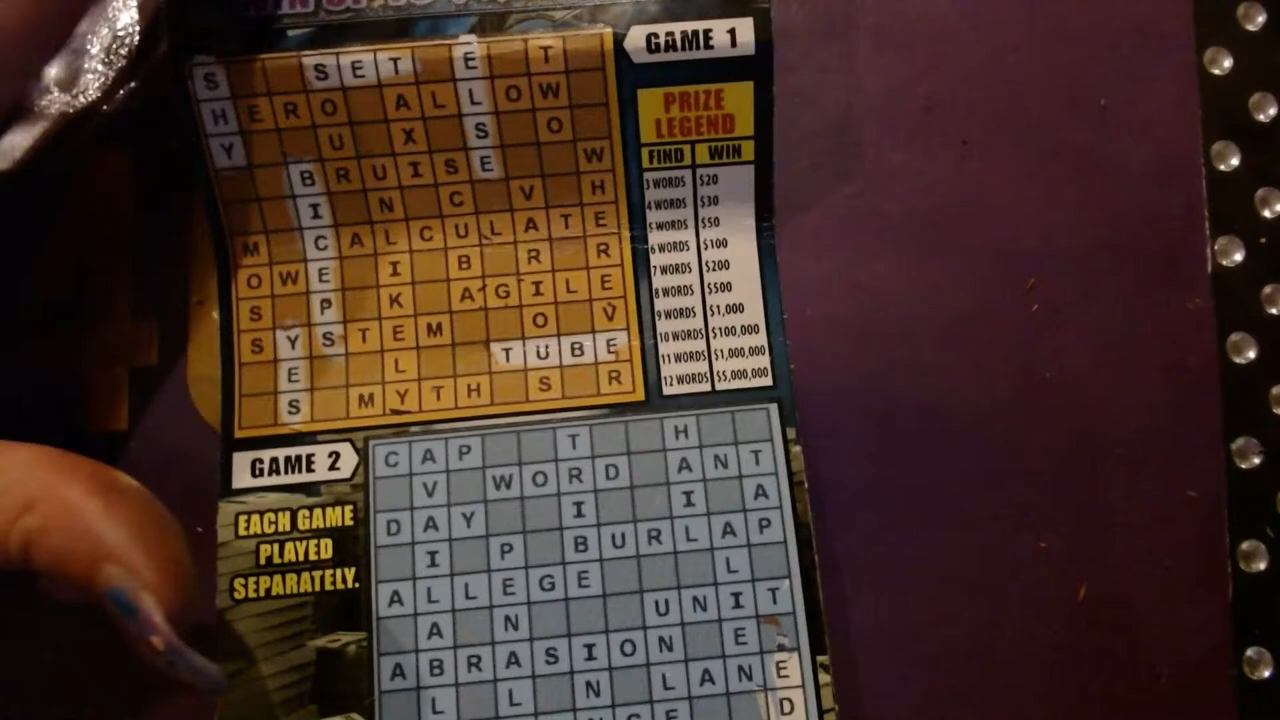 GAME 1
S SET E T
HERO ALLOW
Y U X S O
BRUISE W
I N C V H
M CALCULATE
OWE I B R R
S P K AGILE
S YSTEM O V
E L TUBE
S MYTH S R
PRIZE
LEGEND
FIND WIN
3 WORDS $20
4 WORDS $30
5 WORDS $50
6 WORDS $100
7 WORDS $200
8 WORDS $500
9 WORDS $1,000
10 WORDS $100,000
11 WORDS $1,000,000
12 WORDS $5,000,000
GAME 2
EACH GAME
PLAYED
SEPARATELY.
CAP T H
V WORD ANT
DAY I I A
I P BURLAP
ALLEGE L
A N UNIT
ABRASION E
L L N LANE
D